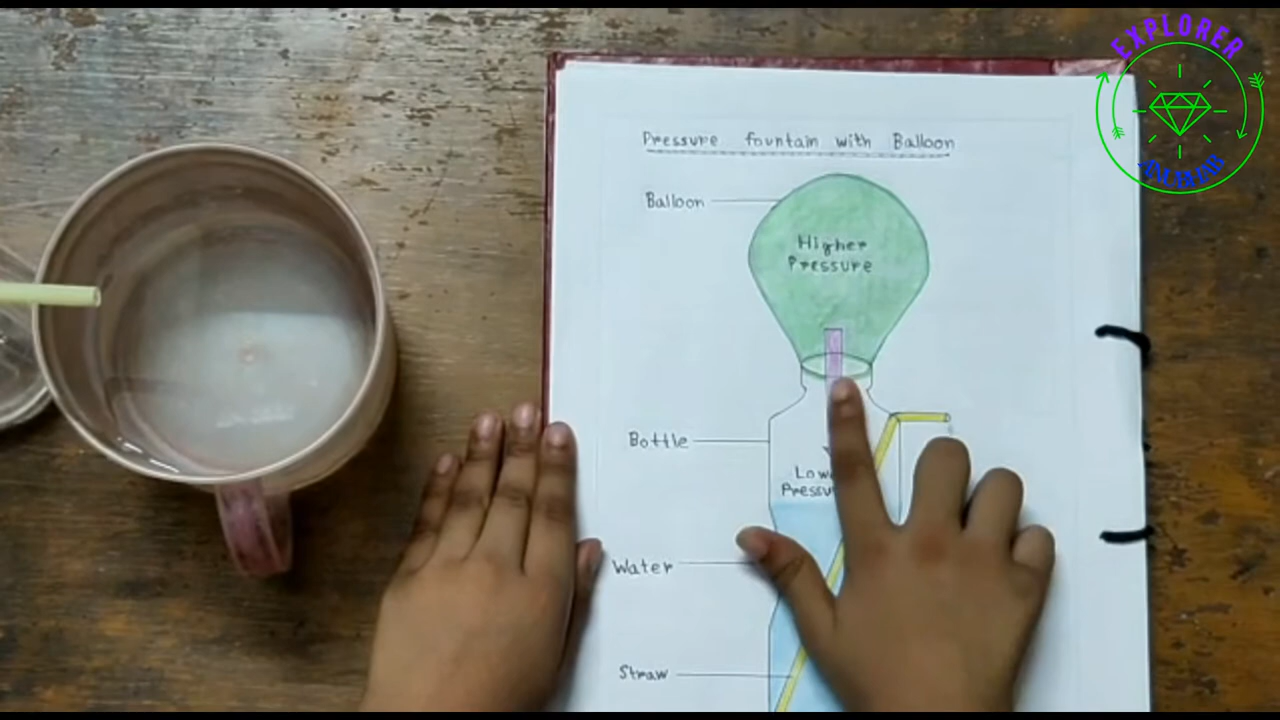 EXPLORER
Pressure fountain with Balloon
Balloon
Higher
Pressure
Bottle
Water
Straw